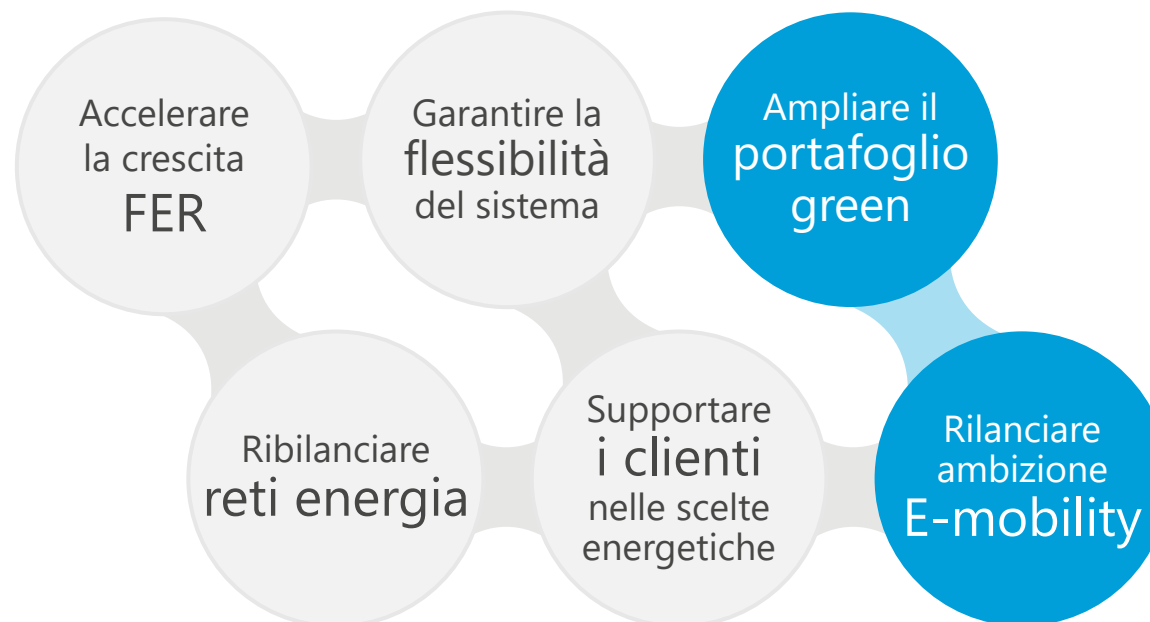 Accelerare
la crescita
FER
Garantire la
flessibilità
del sistema
Ampliare il
portafoglio
green
Ribilanciare
reti energia
Supportare
i clienti
nelle scelte
energetiche
Rilanciare
ambizione
E-mobility